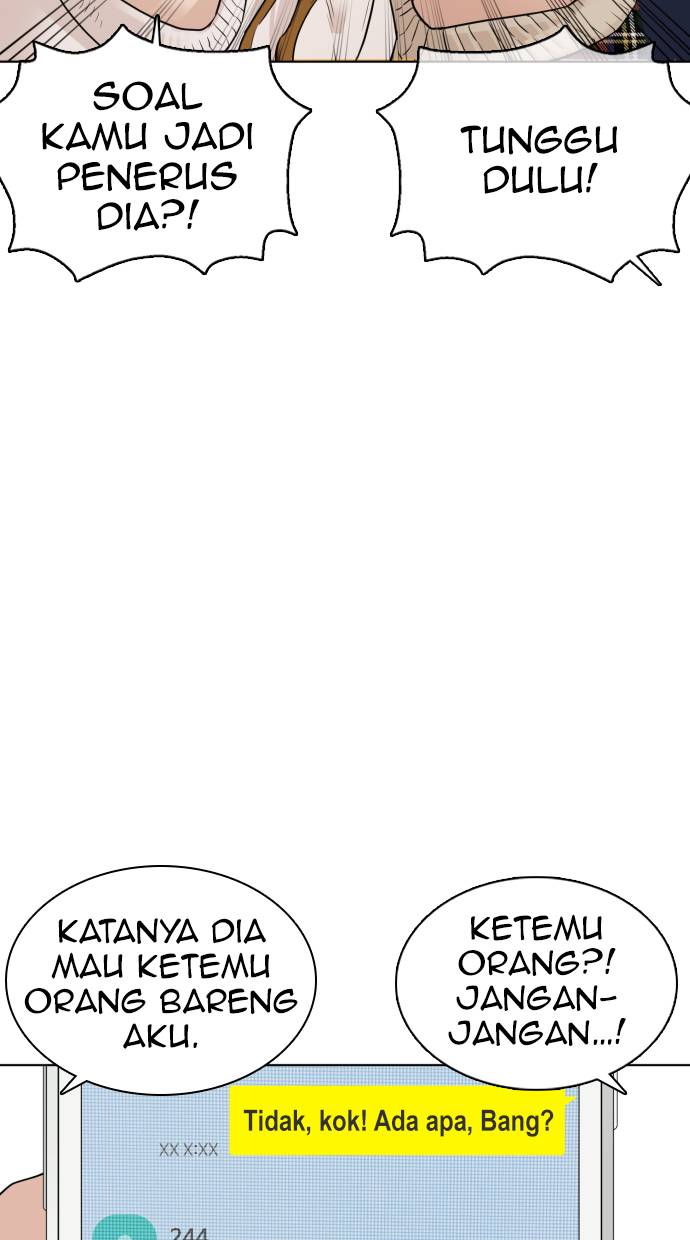 SOAL
KAMU JADI
PENERUS
DIA?!
TUNGGU
DULU!
KATANYA DIA
MAU KETEMU
ORANG BARENG
AKU.
KETEMU
ORANG?!
JANGAN-
JANGAN...!
Tidak, kok! Ada apa, Bang?
XX X:XX
244